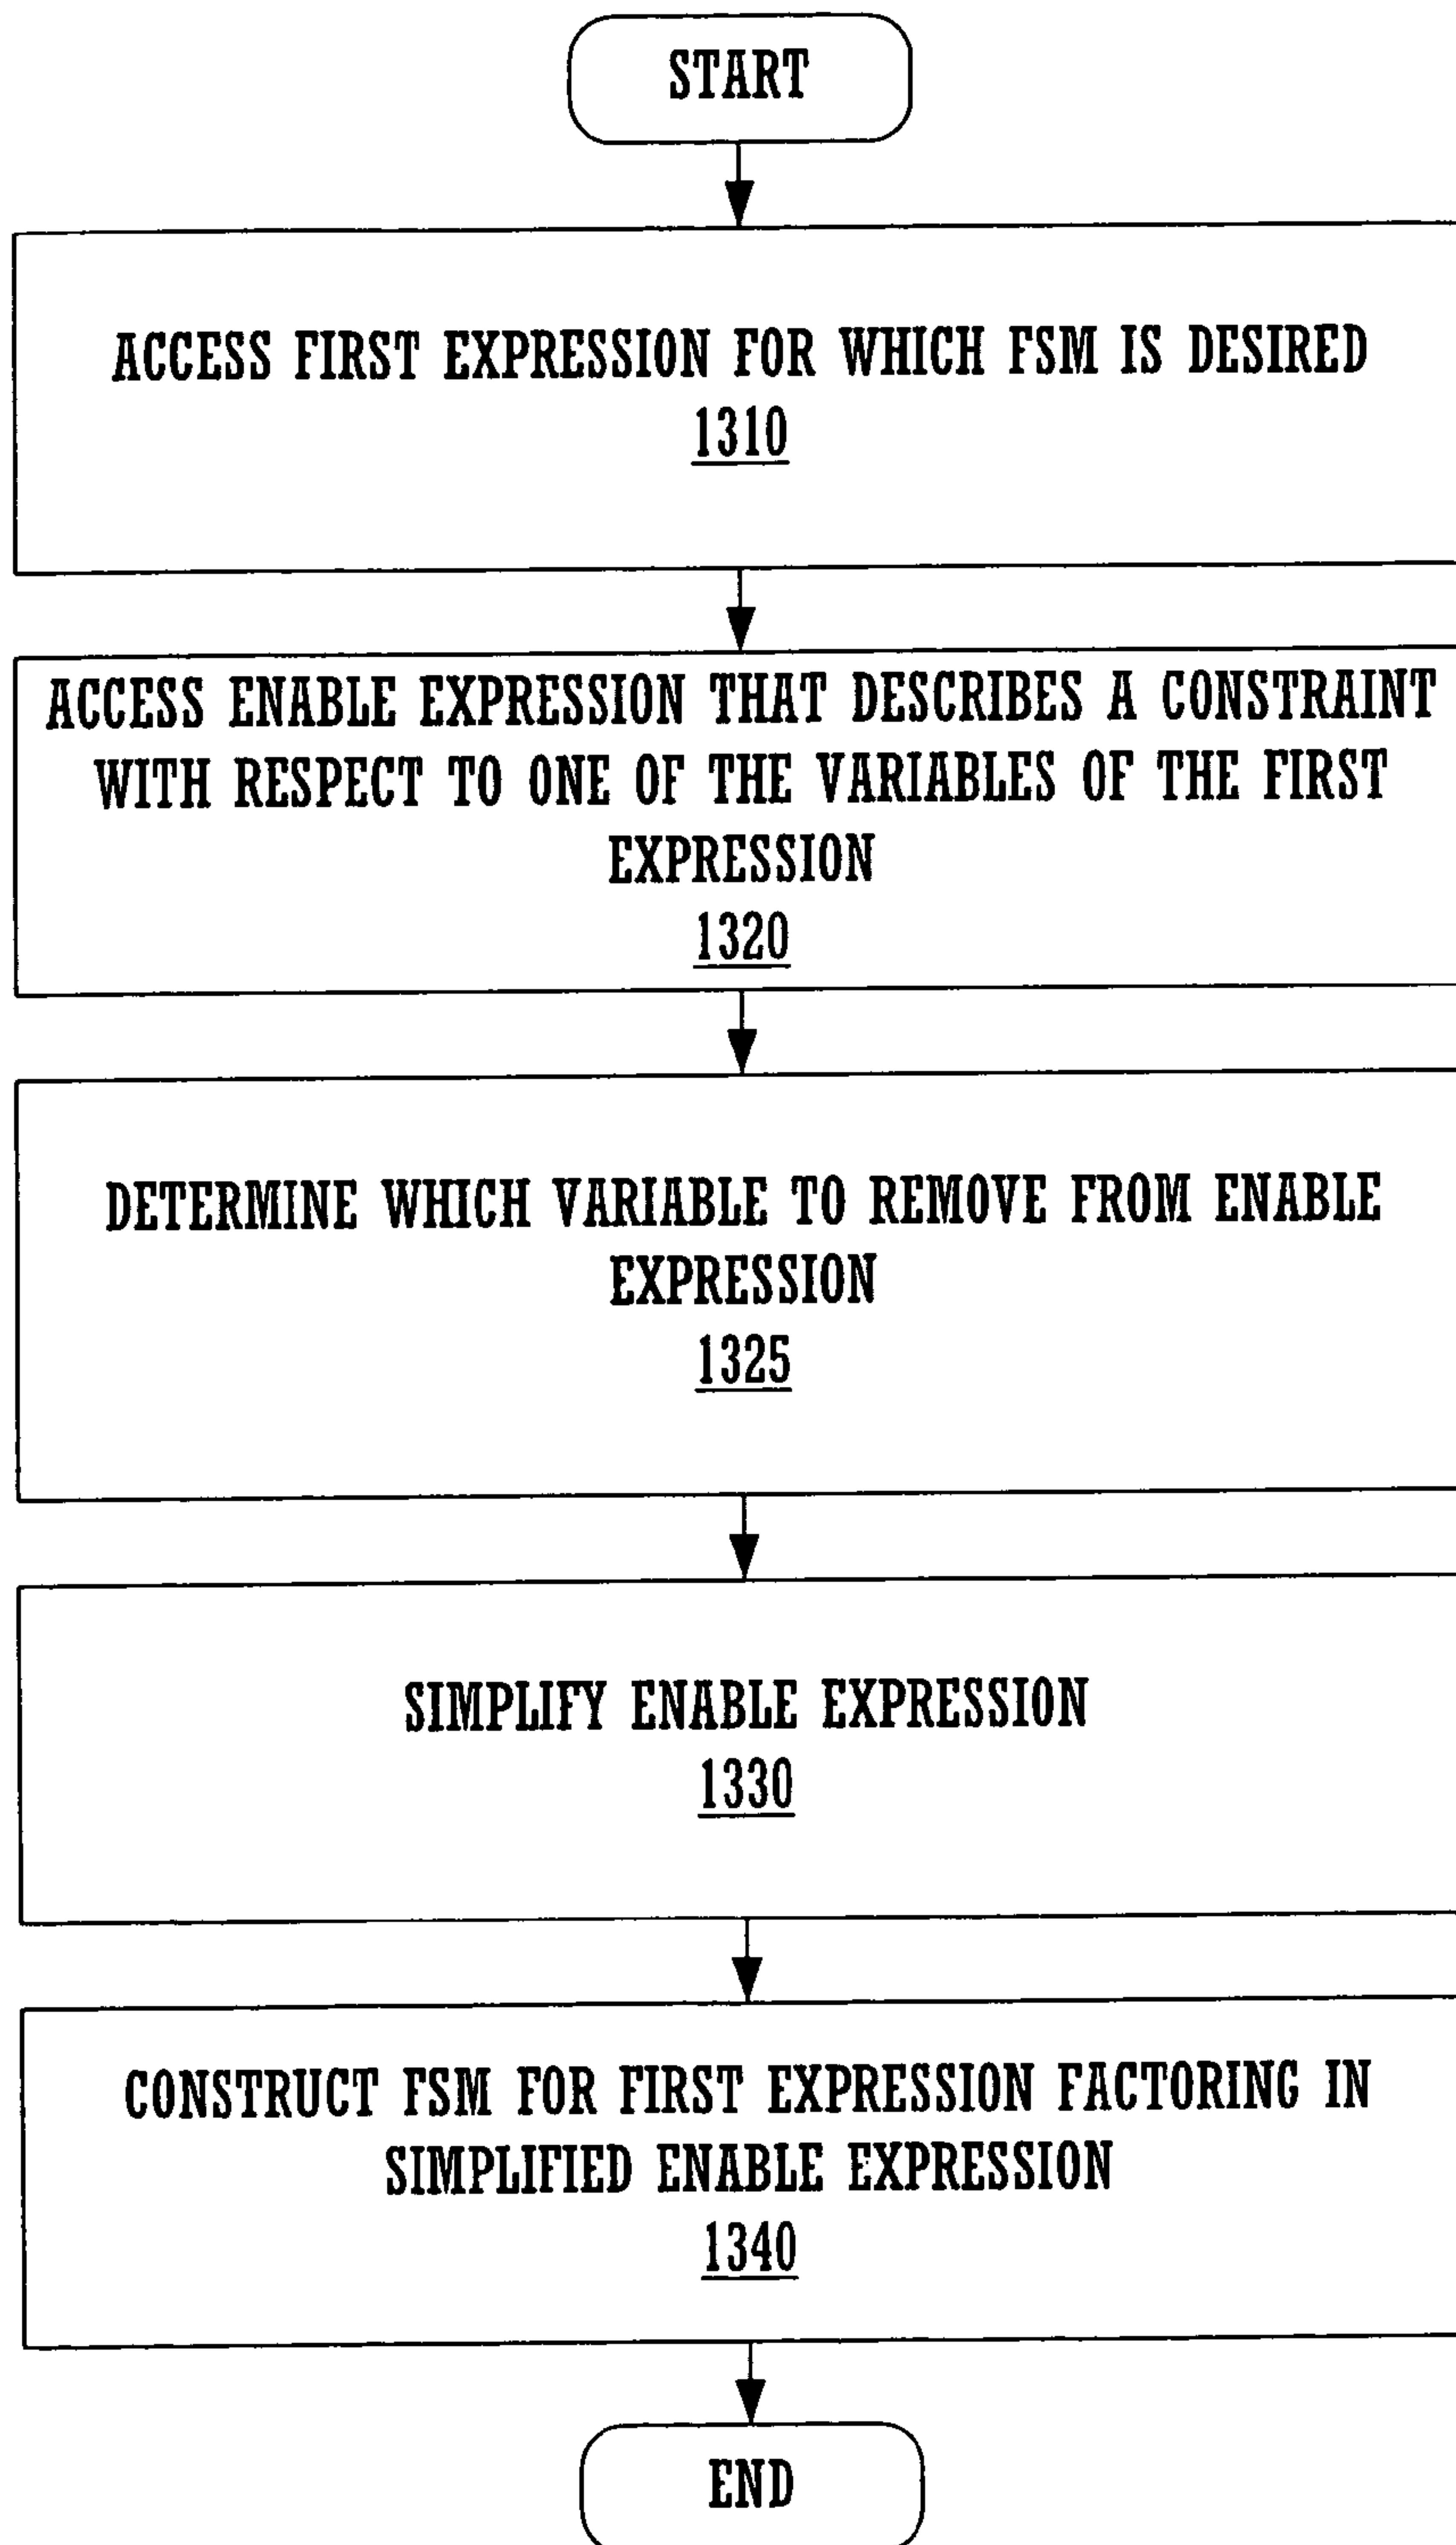 START
ACCESS FIRST EXPRESSION FOR WHICH FSM IS DESIRED
1310
ACCESS ENABLE EXPRESSION THAT DESCRIBES A CONSTRAINT
WITH RESPECT TO ONE OF THE VARIABLES OF THE FIRST
EXPRESSION
1320
DETERMINE WHICH VARIABLE TO REMOVE FROM ENABLE
EXPRESSION
1325
SIMPLIFY ENABLE EXPRESSION
1330
CONSTRUCT FSM FOR FIRST EXPRESSION FACTORING IN
SIMPLIFIED ENABLE EXPRESSION
1340
END